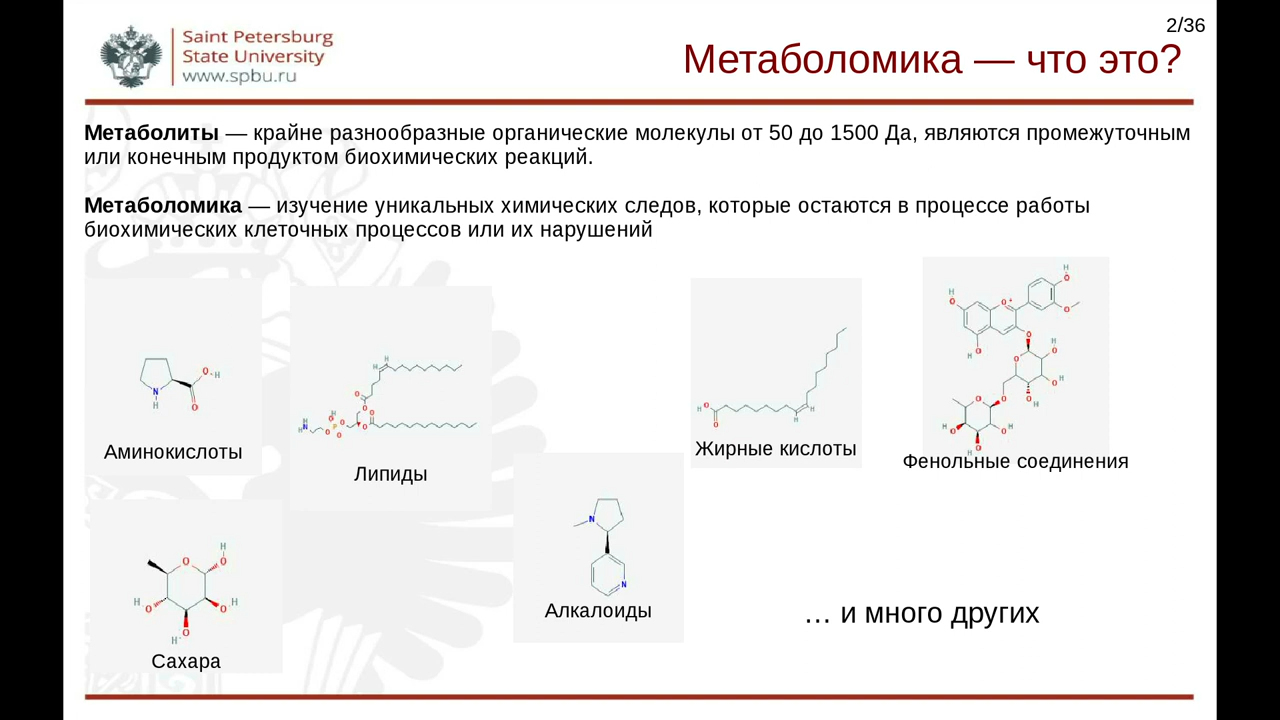 2/36
Saint Petersburg
State University
www.spbu.ru
Метаболомика — что это?
Метаболиты — крайне разнообразные органические молекулы от 50 до 1500 Да, являются промежуточным
или конечным продуктом биохимических реакций.
Метаболомика — изучение уникальных химических следов, которые остаются в процессе работы
биохимических клеточных процессов или их нарушений
Аминокислоты
Липиды
Жирные кислоты
Фенольные соединения
Сахара
Алкалоиды
… и много других